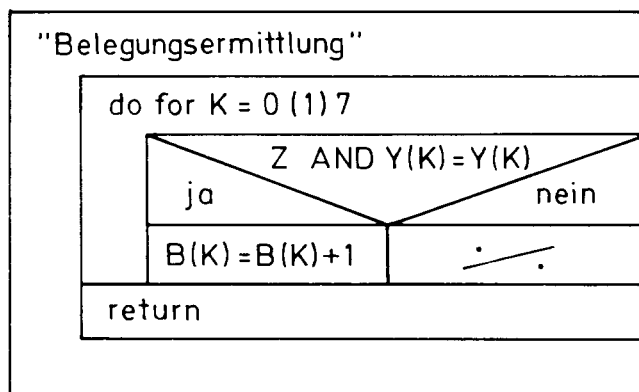 "Belegungsermittlung"
do for K = 0 (1) 7
Z AND Y(K)=Y(K)
ja
nein
B(K)=B(K)+1
return